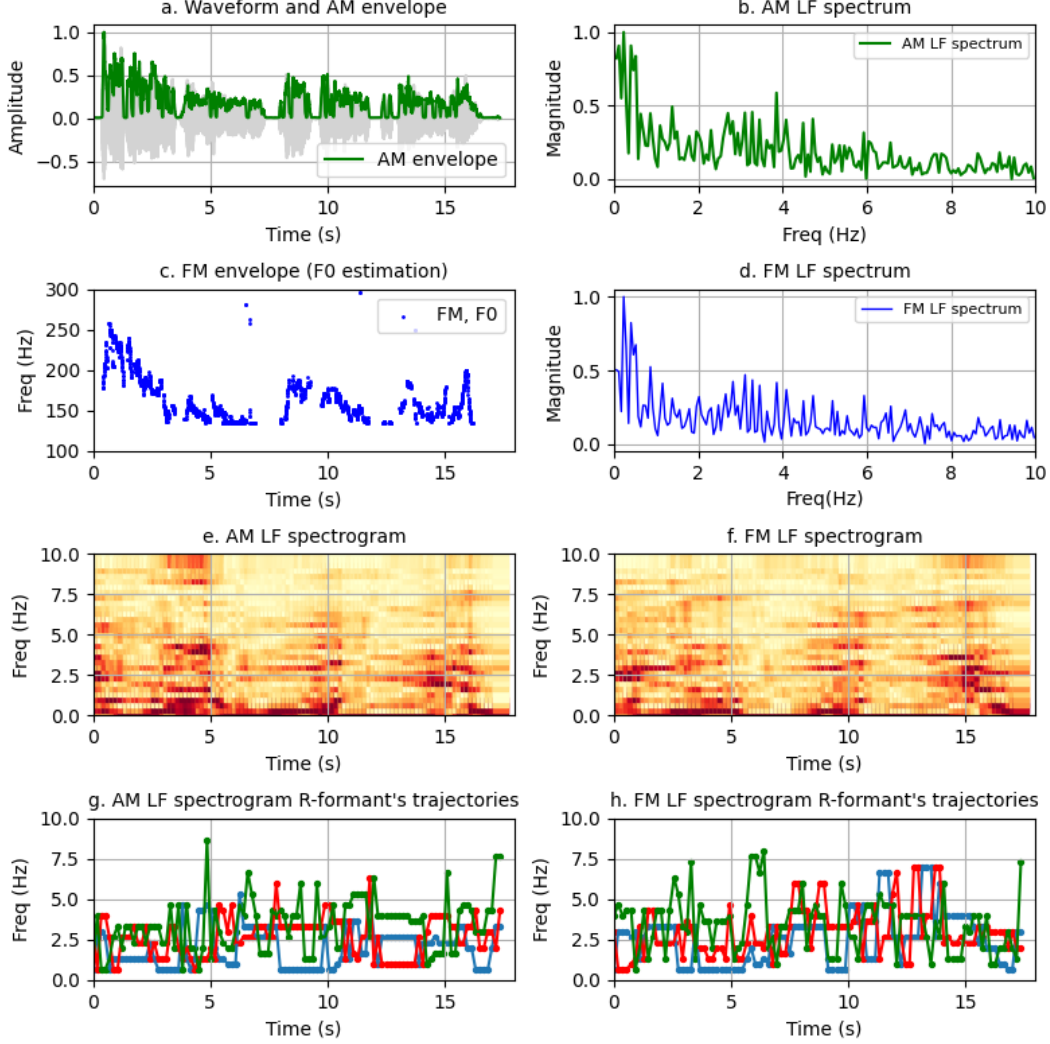 a. Waveform and AM envelope
1.0
0.5
0.0
−0.5
Amplitude
AM envelope
0 5 10 15
Time (s)
b. AM LF spectrum
1.0
0.5
0.0
Magnitude
AM LF spectrum
0 2 4 6 8 10
Freq (Hz)
c. FM envelope (F0 estimation)
300
250
200
150
100
Freq (Hz)
FM, F0
0 5 10 15
Time (s)
d. FM LF spectrum
1.0
0.5
0.0
Magnitude
FM LF spectrum
0 2 4 6 8 10
Freq(Hz)
e. AM LF spectrogram
10.0
7.5
5.0
2.5
0.0
Freq (Hz)
0 5 10 15
Time (s)
f. FM LF spectrogram
10.0
7.5
5.0
2.5
0.0
Freq (Hz)
0 5 10 15
Time (s)
g. AM LF spectrogram R-formant's trajectories
10.0
7.5
5.0
2.5
0.0
Freq (Hz)
0 5 10 15
Time (s)
h. FM LF spectrogram R-formant's trajectories
10.0
7.5
5.0
2.5
0.0
Freq (Hz)
0 5 10 15
Time (s)